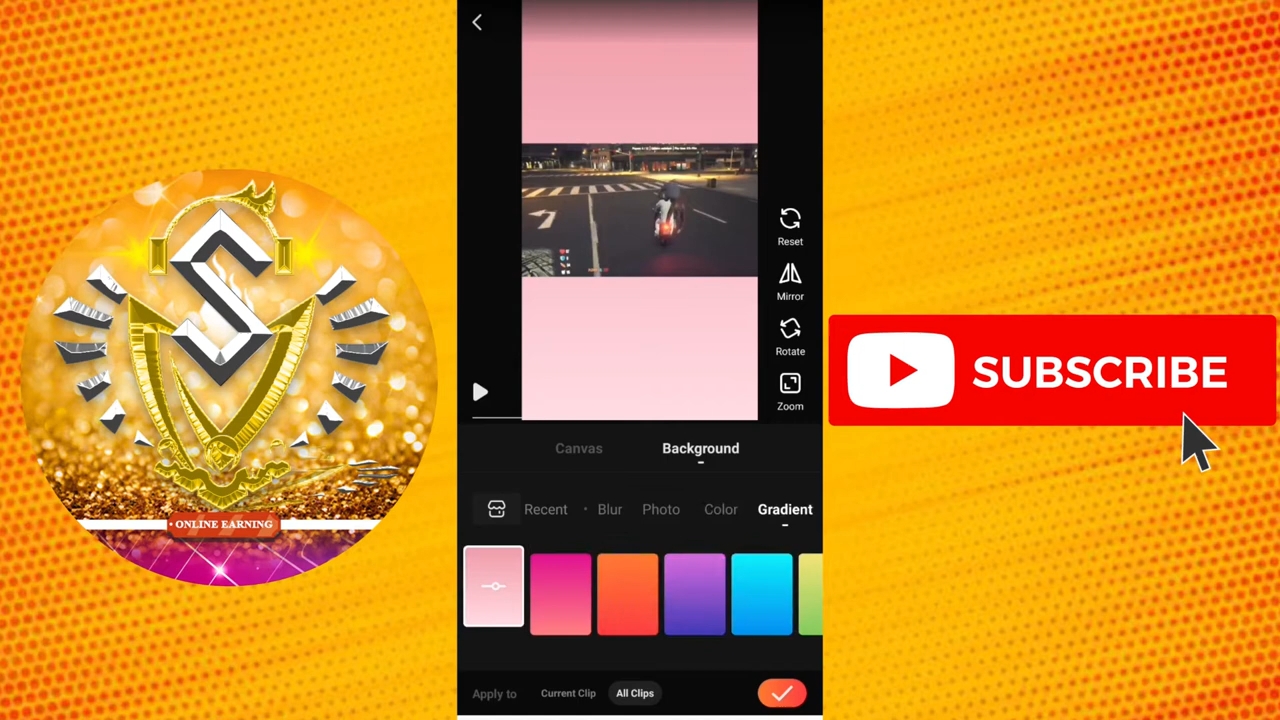 Reset
Mirror
Rotate
Zoom
Canvas
Background
Recent
Blur
Photo
Color
Gradient
Apply to
Current Clip
All Clips
S
ONLINE EARNING
SUBSCRIBE